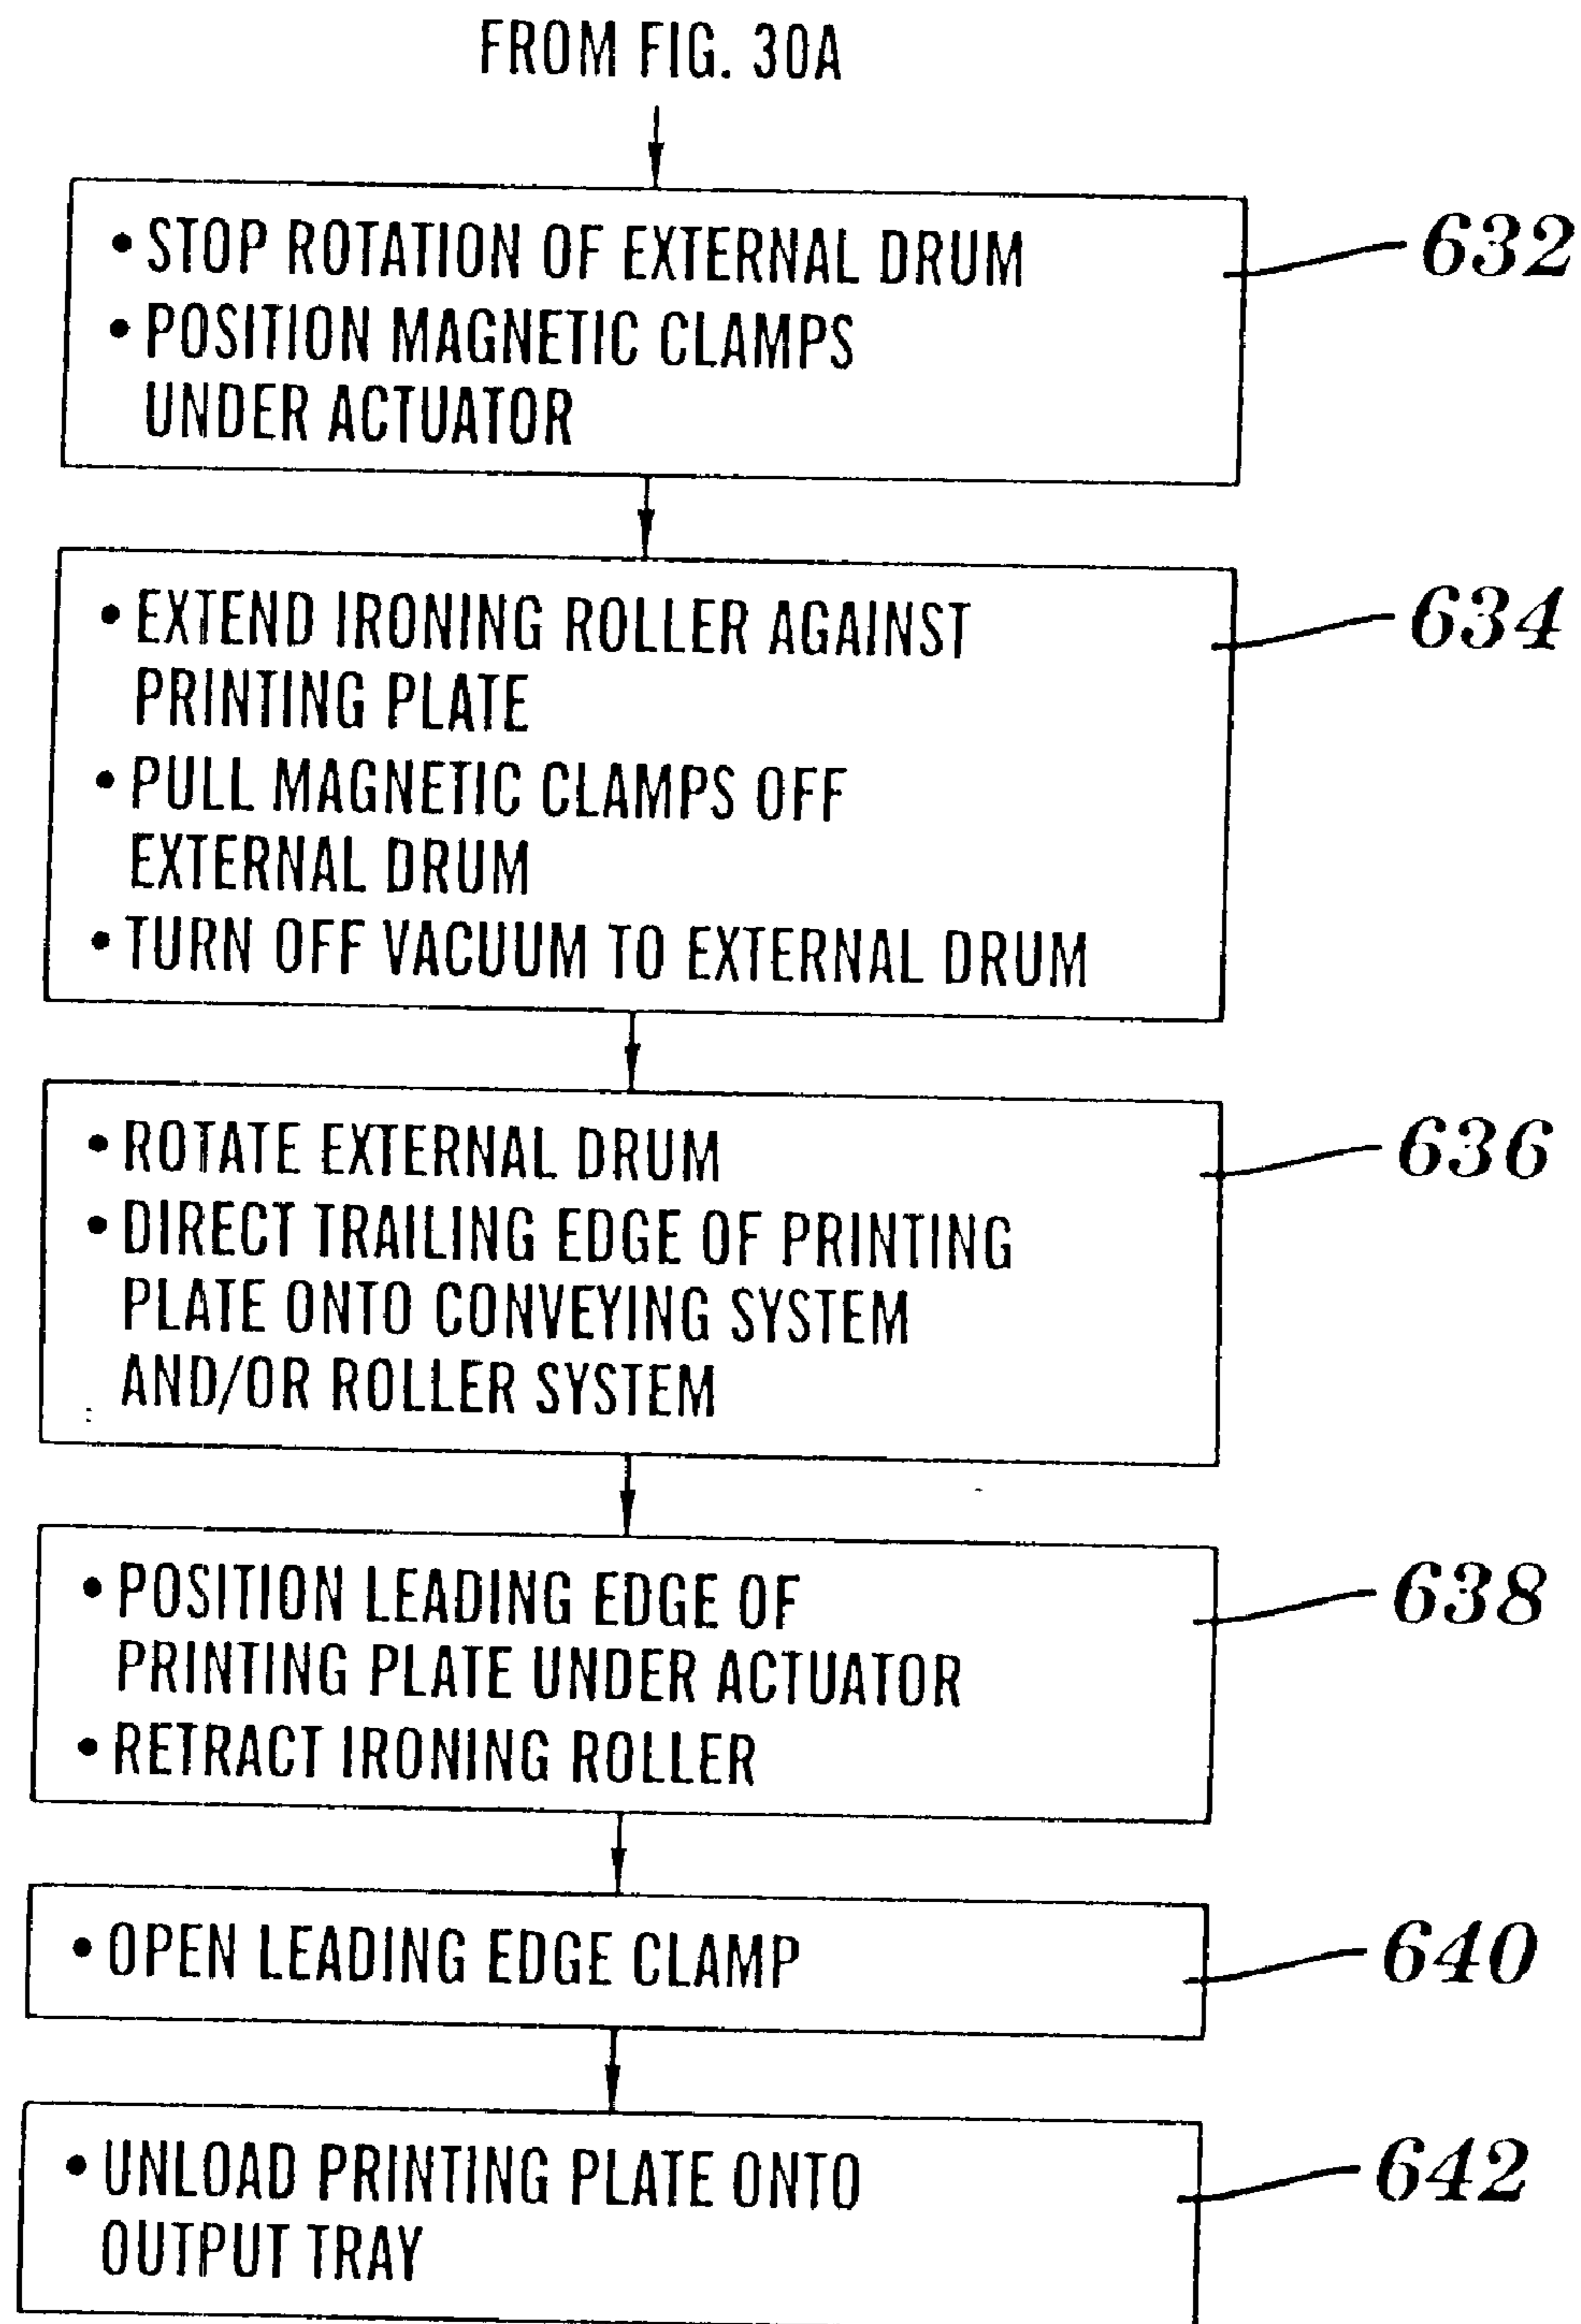 FROM FIG. 30A
• STOP ROTATION OF EXTERNAL DRUM
632
• POSITION MAGNETIC CLAMPS
UNDER ACTUATOR
• EXTEND IRONING ROLLER AGAINST
634
PRINTING PLATE
• PULL MAGNETIC CLAMPS OFF
EXTERNAL DRUM
• TURN OFF VACUUM TO EXTERNAL DRUM
• ROTATE EXTERNAL DRUM
636
• DIRECT TRAILING EDGE OF PRINTING
PLATE ONTO CONVEYING SYSTEM
AND/OR ROLLER SYSTEM
• POSITION LEADING EDGE OF
638
PRINTING PLATE UNDER ACTUATOR
• RETRACT IRONING ROLLER
• OPEN LEADING EDGE CLAMP
640
• UNLOAD PRINTING PLATE ONTO
642
OUTPUT TRAY